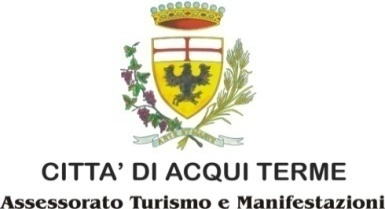 CITTA' DI ACQUI TERME
Assessorato Turismo e Manifestazioni